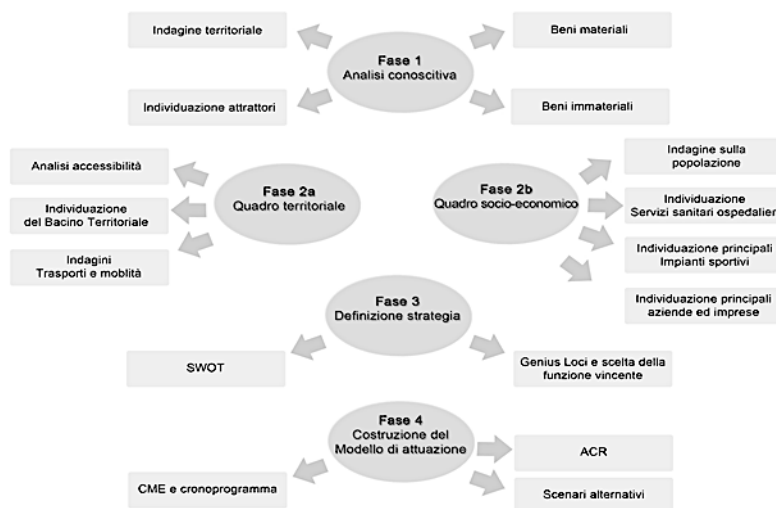 Indagine territoriale
Beni materiali
Fase 1
Analisi conoscitiva
Individuazione attrattori
Beni immateriali
Analisi accessibilità
Individuazione
del Bacino Territoriale
Indagini
Trasporti e moblità
Fase 2a
Quadro territoriale
Fase 2b
Quadro socio-economico
Indagine sulla
popolazione
Individuazione
Servizi sanitari ospedalier
Individuazione principali
Impianti sportivi
Individuazione principali
aziende ed imprese
Fase 3
Definizione strategia
SWOT
Genius Loci e scelta della
funzione vincente
Fase 4
Costruzione del
Modello di attuazione
CME e cronoprogramma
ACR
Scenari alternativi